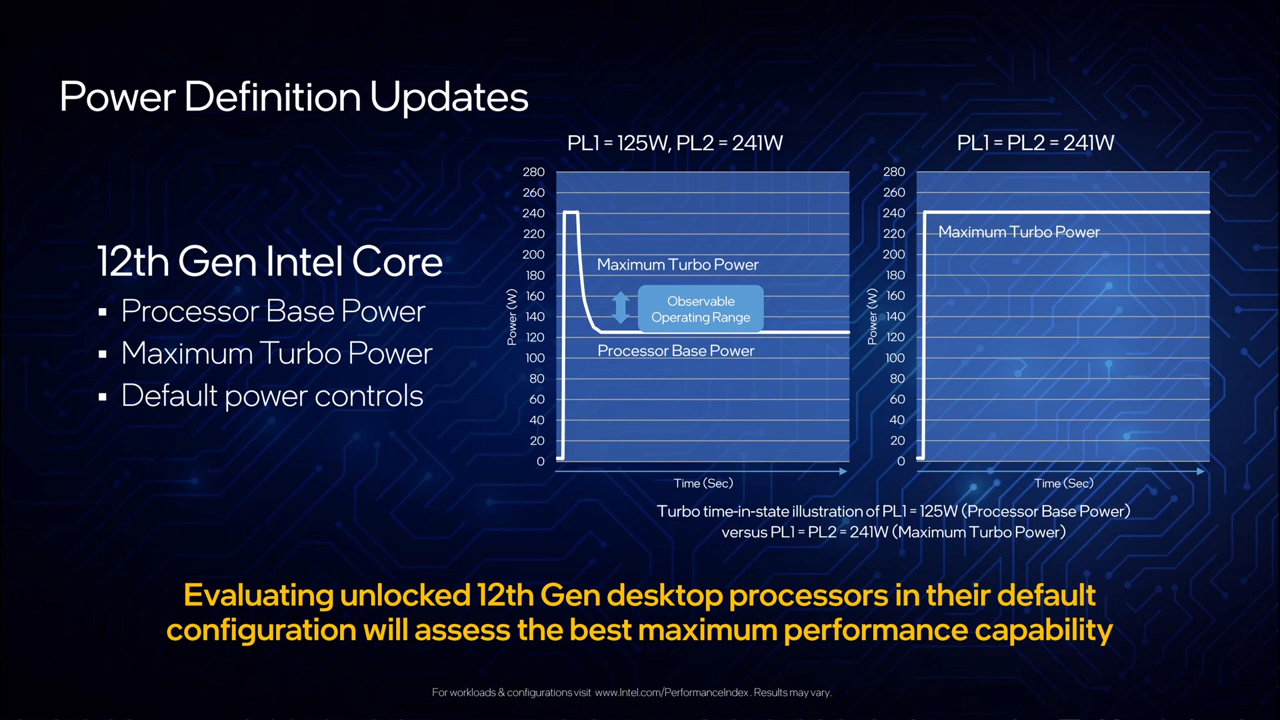 Power Definition Updates
12th Gen Intel Core
▪ Processor Base Power
▪ Maximum Turbo Power
▪ Default power controls
PL1 = 125W, PL2 = 241W
280
260
240
220
200
180
160
140
120
100
80
60
40
20
0
Power (W)
Maximum Turbo Power
Observable
Operating Range
Processor Base Power
Time (Sec)
PL1 = PL2 = 241W
280
260
240
220
200
180
160
140
120
100
80
60
40
20
0
Power (W)
Maximum Turbo Power
Time (Sec)
Turbo time-in-state illustration of PL1 = 125W (Processor Base Power)
versus PL1 = PL2 = 241W (Maximum Turbo Power)
Evaluating unlocked 12th Gen desktop processors in their default
configuration will assess the best maximum performance capability
For workloads & configurations visit www.Intel.com/PerformanceIndex. Results may vary.